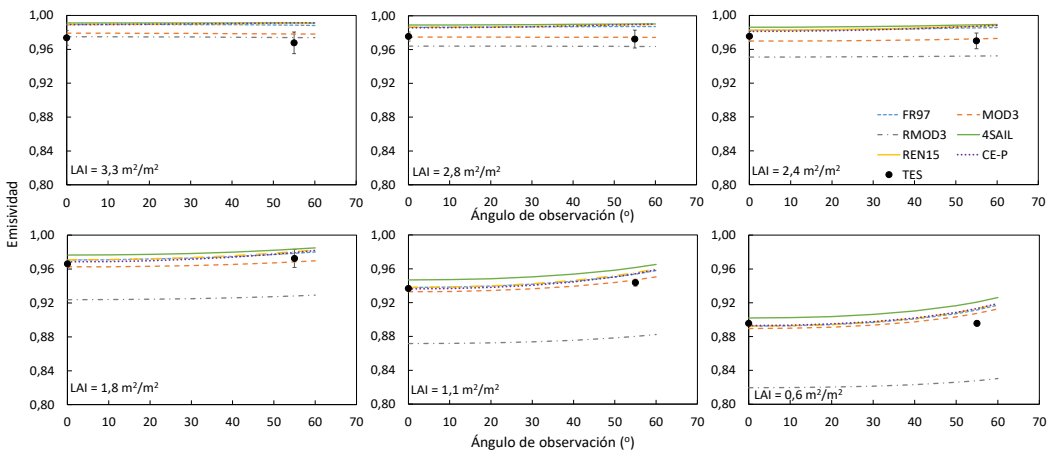 Emisividad
1,00
0,96
0,92
0,88
0,84
0,80
LAI = 3,3 m²/m²
0 10 20 30 40 50 60 70
1,00
0,96
0,92
0,88
0,84
0,80
LAI = 2,8 m²/m²
0 10 20 30 40 50 60 70
Ángulo de observación (º)
1,00
0,96
0,92
0,88
0,84
0,80
FR97 MOD3
RMOD3 4SAIL
REN15 CE-P
TES
LAI = 2,4 m²/m²
0 10 20 30 40 50 60 70
1,00
0,96
0,92
0,88
0,84
0,80
LAI = 1,8 m²/m²
0 10 20 30 40 50 60 70
1,00
0,96
0,92
0,88
0,84
0,80
LAI = 1,1 m²/m²
0 10 20 30 40 50 60 70
Ángulo de observación (º)
1,00
0,96
0,92
0,88
0,84
0,80
LAI = 0,6 m²/m²
0 10 20 30 40 50 60 70